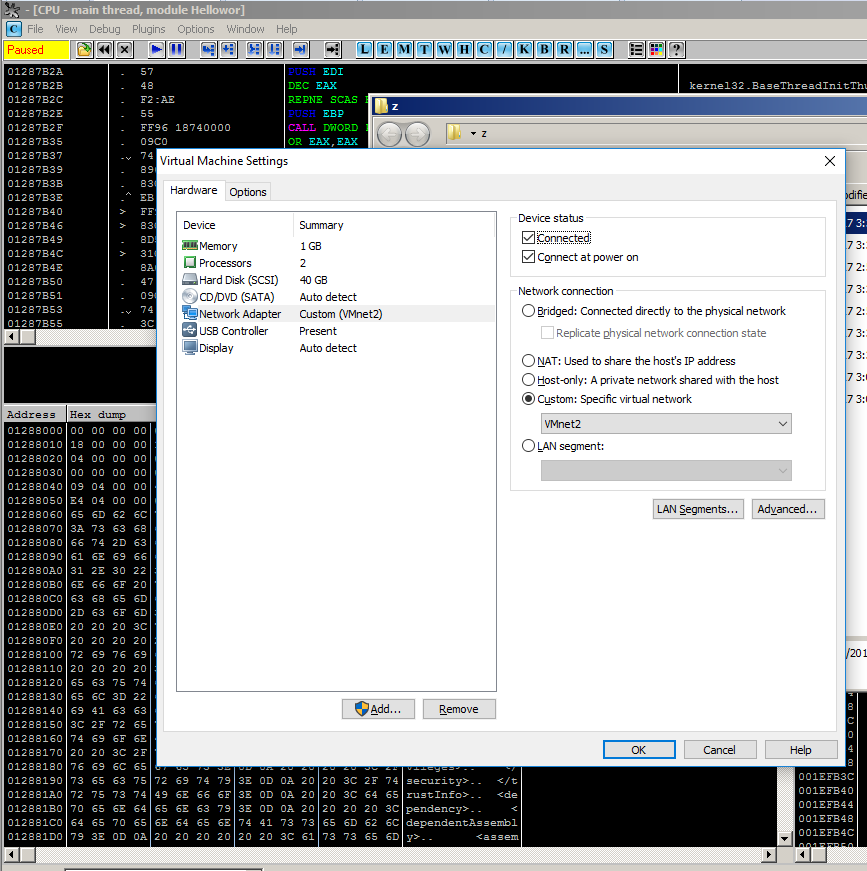 - [CPU - main thread, module Hellowor]
C File View Debug Plugins Options Window Help
Paused L E M T W H C / K B R ... S ?
01287B2A . 57 PUSH EDI
01287B2B . 48 DEC EAX kernel32.BaseThreadInitThu
01287B2C . F2:AE REPNE SCAS
01287B2E . 55 PUSH EBP
01287B2F . FF96 18740000 CALL DWORD
01287B35 . 09C0 OR EAX,EAX
z
z
01287B37 .
01287B39 .
01287B3B .
01287B3E . EB
01287B40 >
01287B46 >
01287B49 .
01287B4C >
01287B4E .
01287B50 . 47
01287B51 .
01287B53 . 74
01287B55 . 3C
Virtual Machine Settings
Hardware Options
Device Summary
Memory 1 GB
Processors 2
Hard Disk (SCSI) 40 GB
CD/DVD (SATA) Auto detect
Network Adapter Custom (VMnet2)
USB Controller Present
Display Auto detect
Add... Remove
Device status
Connected
Connect at power on
Network connection
Bridged: Connected directly to the physical network
Replicate physical network connection state
NAT: Used to share the host's IP address
Host-only: A private network shared with the host
Custom: Specific virtual network
VMnet2
LAN segment:
LAN Segments... Advanced...
OK Cancel Help
Address Hex dump
01288000 00 00 00 00
01288010 18 00 00 00
01288020 04 00 00 00
01288030 00 00 00 00
01288040 09 04 00 00
01288050 E4 04 00 00
01288060 65 6D 62 6C
01288070 3A 73 63 68
01288080 66 74 2D 63
01288090 61 6E 69 66
012880A0 31 2E 30 22
012880B0 6E 66 6F 20
012880C0 63 68 65 6D
012880D0 2D 63 6F 6D
012880E0 20 20 20 3C
012880F0 20 20 20 20
01288100 72 69 76 69
01288110 20 20 20 20
01288120 65 63 75 74
01288130 65 6C 3D 22
01288140 69 41 63 63
01288150 3C 2F 72 65
01288160 74 69 6F 6E
01288170 20 20 3C 2F
01288180 76 69 6C 65 67 65 73 3E 0D 0A 20 20 20 20 3C 2F vileges>.. </
01288190 73 65 63 75 72 69 74 79 3E 0D 0A 20 20 3C 2F 74 security>.. </t
012881A0 72 75 73 74 49 6E 66 6F 3E 0D 0A 20 20 3C 64 65 rustInfo>.. <de
012881B0 70 65 6E 64 65 6E 63 79 3E 0D 0A 20 20 20 20 3C pendency>.. <
012881C0 64 65 70 65 6E 64 65 6E 74 41 73 73 65 6D 62 6C dependentAssembl
012881D0 79 3E 0D 0A 20 20 20 20 20 20 3C 61 73 73 65 6D y>.. <assem
001EFB3C
001EFB40
001EFB44
001EFB48
001EFB4C
001EFB50